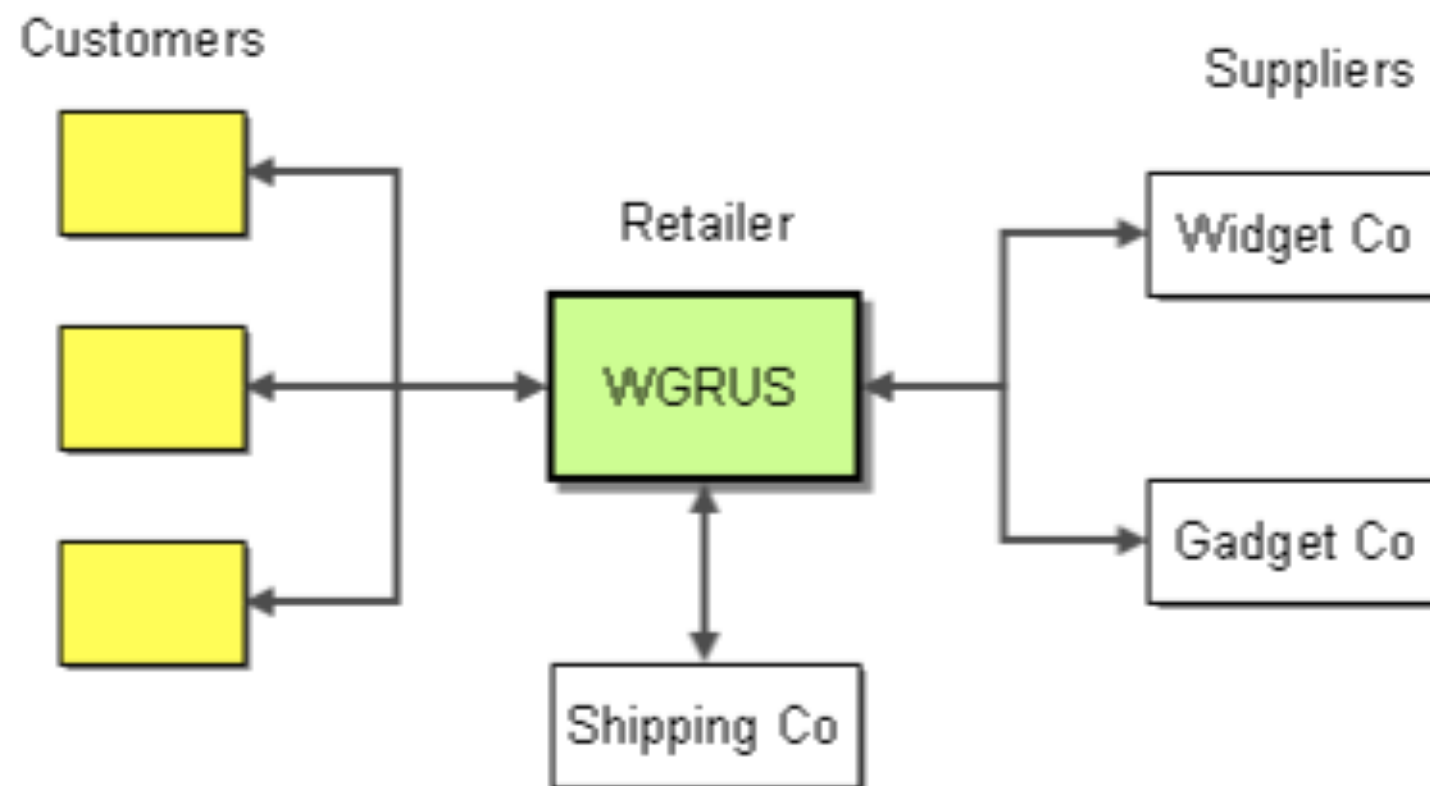 Customers
Suppliers
Retailer
Widget Co
WGRUS
Gadget Co
Shipping Co